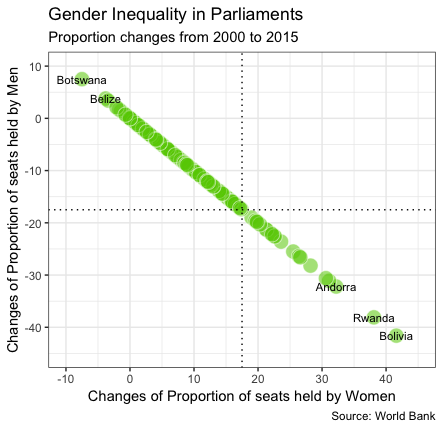 Gender Inequality in Parliaments
Proportion changes from 2000 to 2015
Changes of Proportion of seats held by Men
10
0
-10
-20
-30
-40
Botswana
Belize
Andorra
Rwanda
Bolivia
-10
0
10
20
30
40
Changes of Proportion of seats held by Women
Source: World Bank